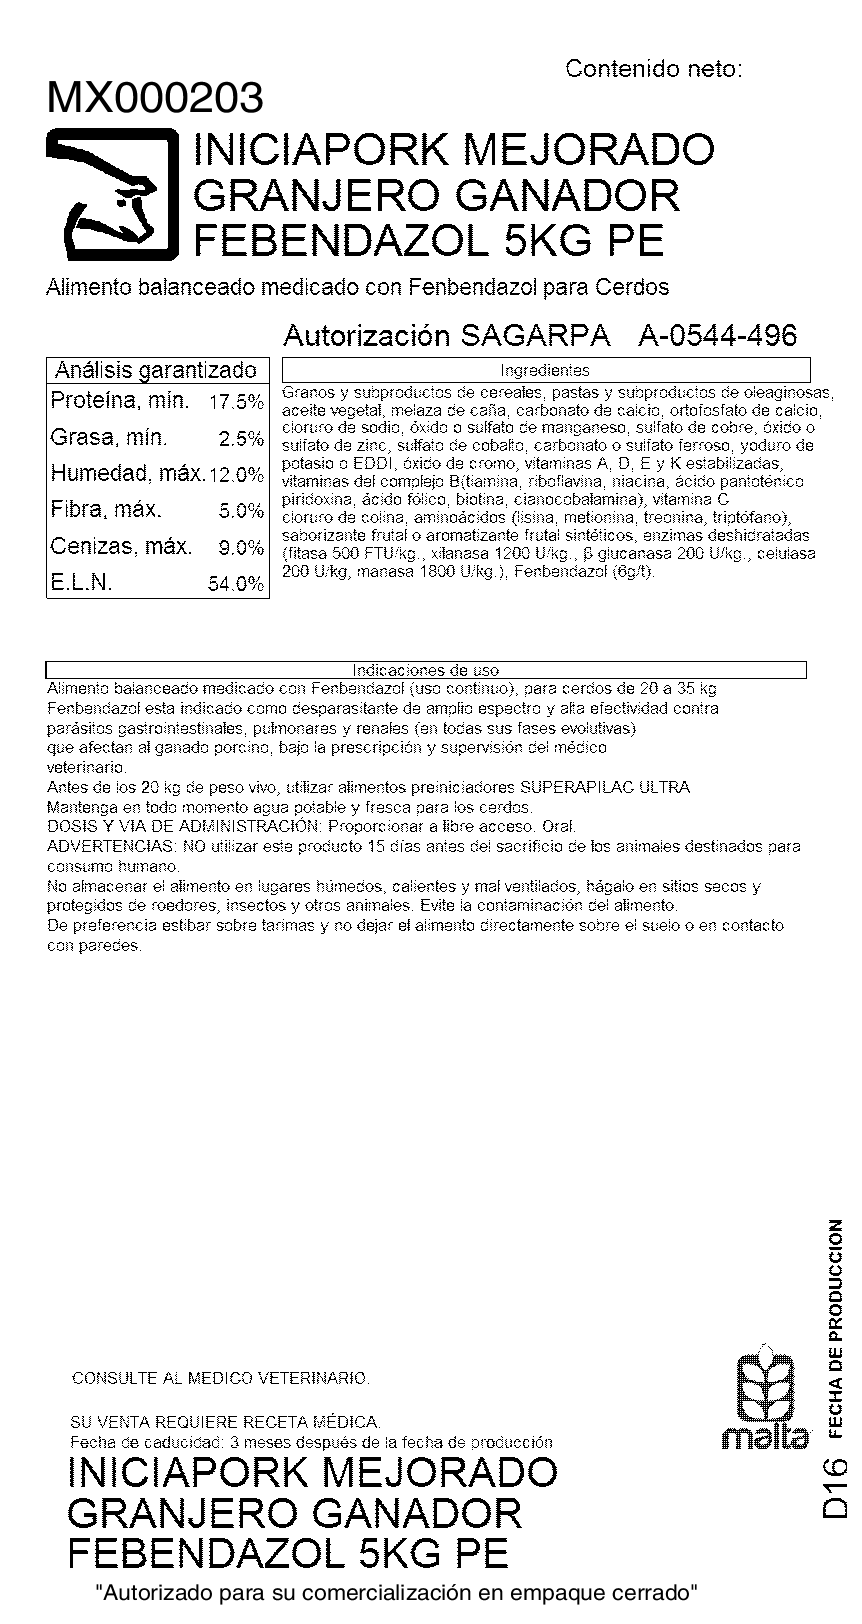 Contenido neto:
MX000203
INICIAPORK MEJORADO
GRANJERO GANADOR
FEBENDAZOL 5KG PE
Alimento balanceado medicado con Fenbendazol para Cerdos
Autorización SAGARPA A-0544-496
Análisis garantizado
Proteína, mín. 17.5%
Grasa, mín. 2.5%
Humedad, máx. 12.0%
Fibra, máx. 5.0%
Cenizas, máx. 9.0%
E.L.N. 54.0%
Ingredientes
Granos y subproductos de cereales, pastas y subproductos de oleaginosas,
aceite vegetal, melaza de caña, carbonato de calcio, ortofosfato de calcio,
cloruro de sodio, óxido o sulfato de manganeso, sulfato de cobre, óxido o
sulfato de zinc, sulfato de cobalto, carbonato o sulfato ferroso, yoduro de
potasio o EDDI, óxido de cromo, vitaminas A, D, E y K estabilizadas,
vitaminas del complejo B(tiamina, riboflavina, niacina, ácido pantoténico
piridoxina, ácido fólico, biotina, cianocobalamina), vitamina C
cloruro de colina, aminoácidos (lisina, metionina, treonina, triptófano),
saborizante frutal o aromatizante frutal sintéticos, enzimas deshidratadas
(fitasa 500 FTU/kg., xilanasa 1200 U/kg., β glucanasa 200 U/kg., celulasa
200 U/kg, manasa 1800 U/kg.), Fenbendazol (6g/t).
Indicaciones de uso
Alimento balanceado medicado con Fenbendazol (uso continuo), para cerdos de 20 a 35 kg
Fenbendazol esta indicado como desparasitante de amplio espectro y alta efectividad contra
parásitos gastrointestinales, pulmonares y renales (en todas sus fases evolutivas)
que afectan al ganado porcino, bajo la prescripción y supervisión del médico
veterinario.
Antes de los 20 kg de peso vivo, utilizar alimentos preiniciadores SUPERAPILAC ULTRA
Mantenga en todo momento agua potable y fresca para los cerdos.
DOSIS Y VIA DE ADMINISTRACIÓN: Proporcionar a libre acceso. Oral.
ADVERTENCIAS: NO utilizar este producto 15 días antes del sacrificio de los animales destinados para
consumo humano.
No almacenar el alimento en lugares húmedos, calientes y mal ventilados, hágalo en sitios secos y
protegidos de roedores, insectos y otros animales. Evite la contaminación del alimento.
De preferencia estibar sobre tarimas y no dejar el alimento directamente sobre el suelo o en contacto
con paredes.
FECHA DE PRODUCCION
D16
CONSULTE AL MEDICO VETERINARIO.
malta
SU VENTA REQUIERE RECETA MÉDICA.
Fecha de caducidad: 3 meses después de la fecha de producción
INICIAPORK MEJORADO
GRANJERO GANADOR
FEBENDAZOL 5KG PE
"Autorizado para su comercialización en empaque cerrado"